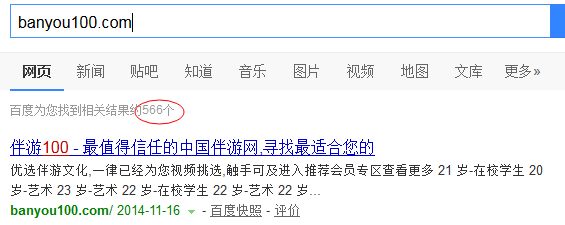 banyou100.com
网页 新闻 贴吧 知道 音乐 图片 视频 地图 文库 更多»
百度为您找到相关结果约566个
伴游100 - 最值得信任的中国伴游网,寻找最适合您的
优选伴游文化,一律已经为您视频挑选,触手可及进入推荐会员专区查看更多 21 岁-在校学生 20
岁-艺术 23 岁-艺术 22 岁-在校学生 22 岁-艺术 22 岁...
banyou100.com/ 2014-11-16 - 百度快照 - 评价